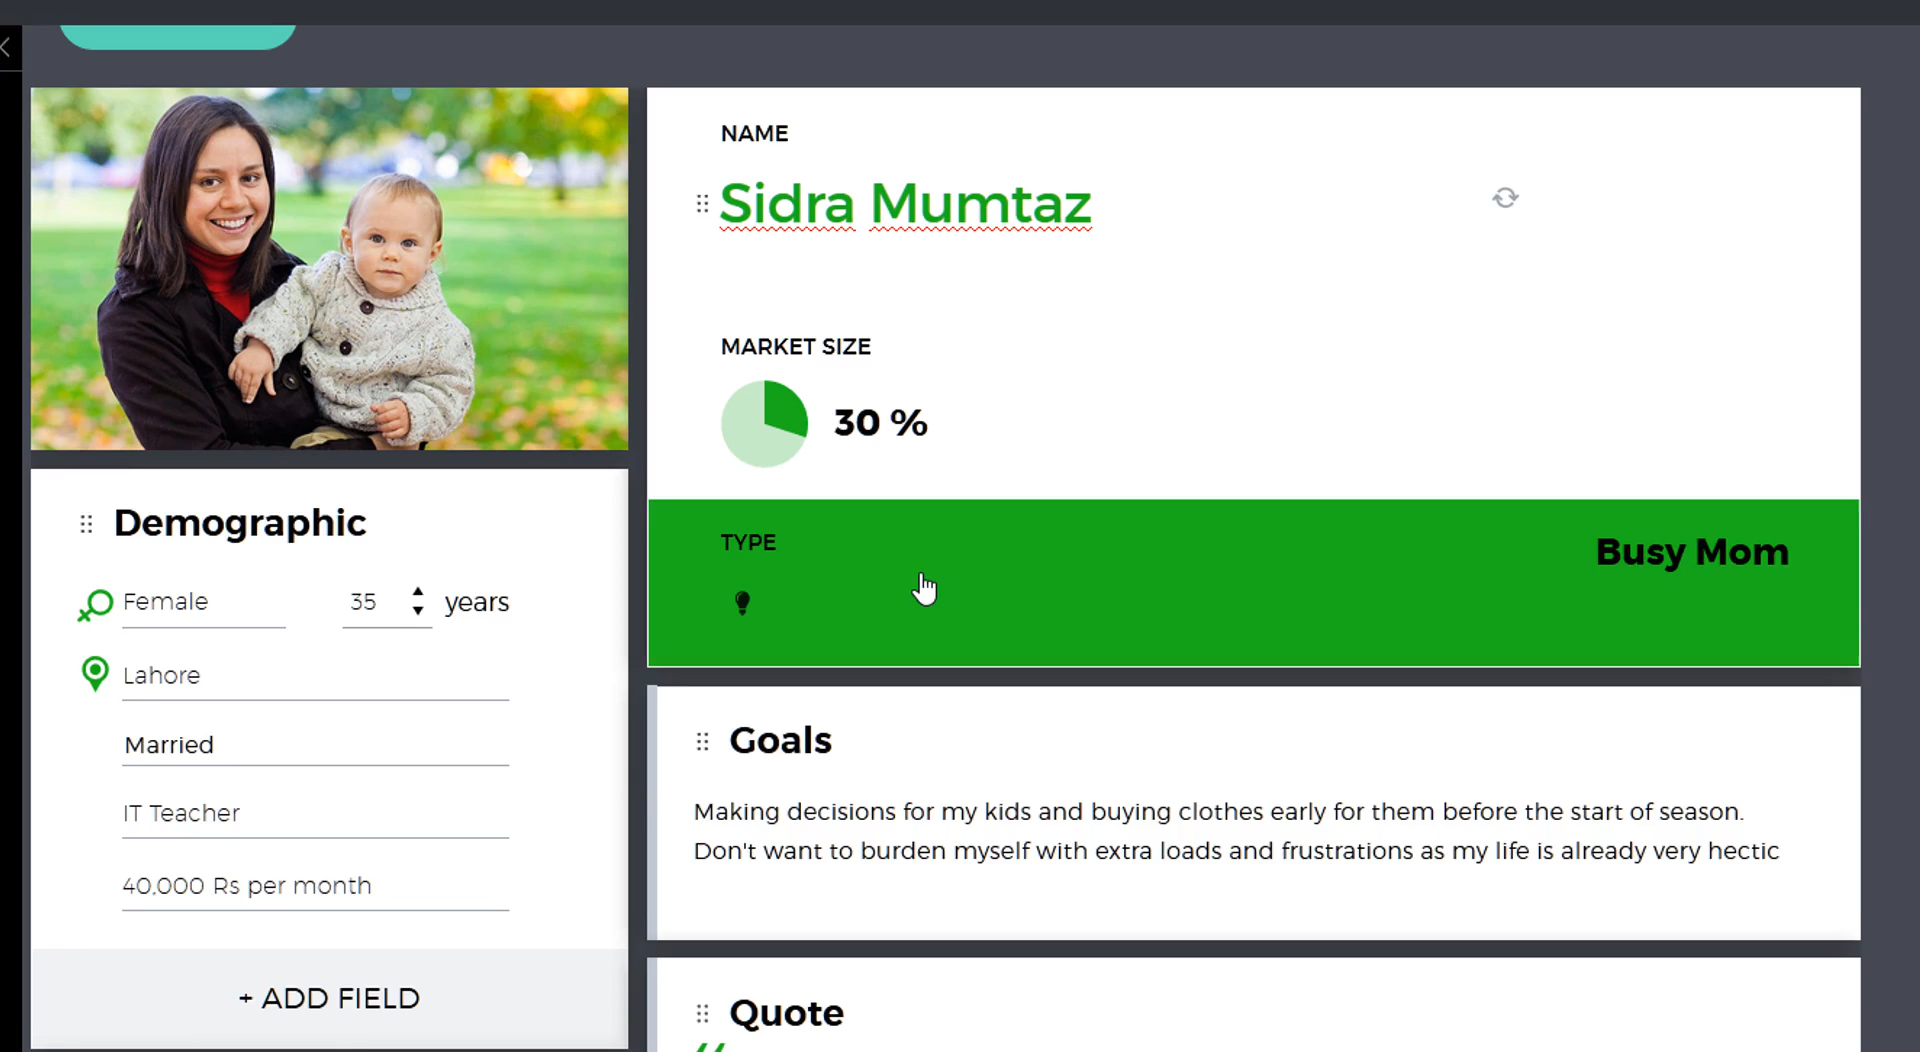 NAME
Sidra Mumtaz
MARKET SIZE
30 %
TYPE
Busy Mom
Demographic
Female 35 years
Lahore
Married
IT Teacher
40,000 Rs per month
+ ADD FIELD
Goals
Making decisions for my kids and buying clothes early for them before the start of season.
Don't want to burden myself with extra loads and frustrations as my life is already very hectic
Quote
“